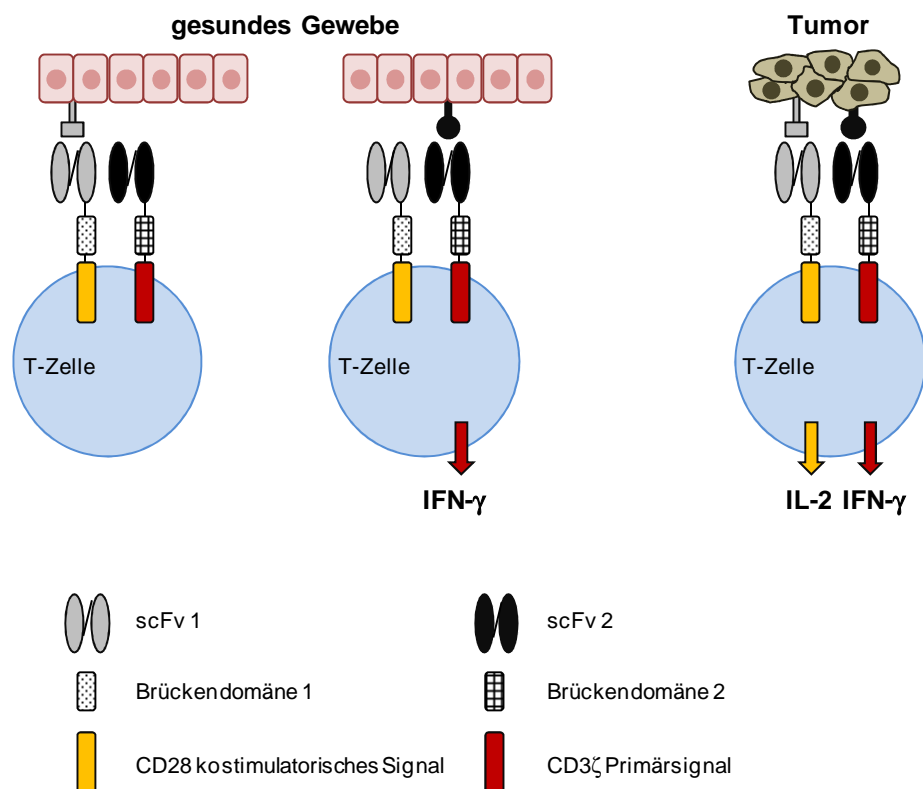 gesundes Gewebe
Tumor
T-Zelle
T-Zelle
T-Zelle
IFN-γ
IL-2 IFN-γ
scFv 1
scFv 2
Brückendomäne 1
Brückendomäne 2
CD28 kostimulatorisches Signal
CD3ζ Primärsignal